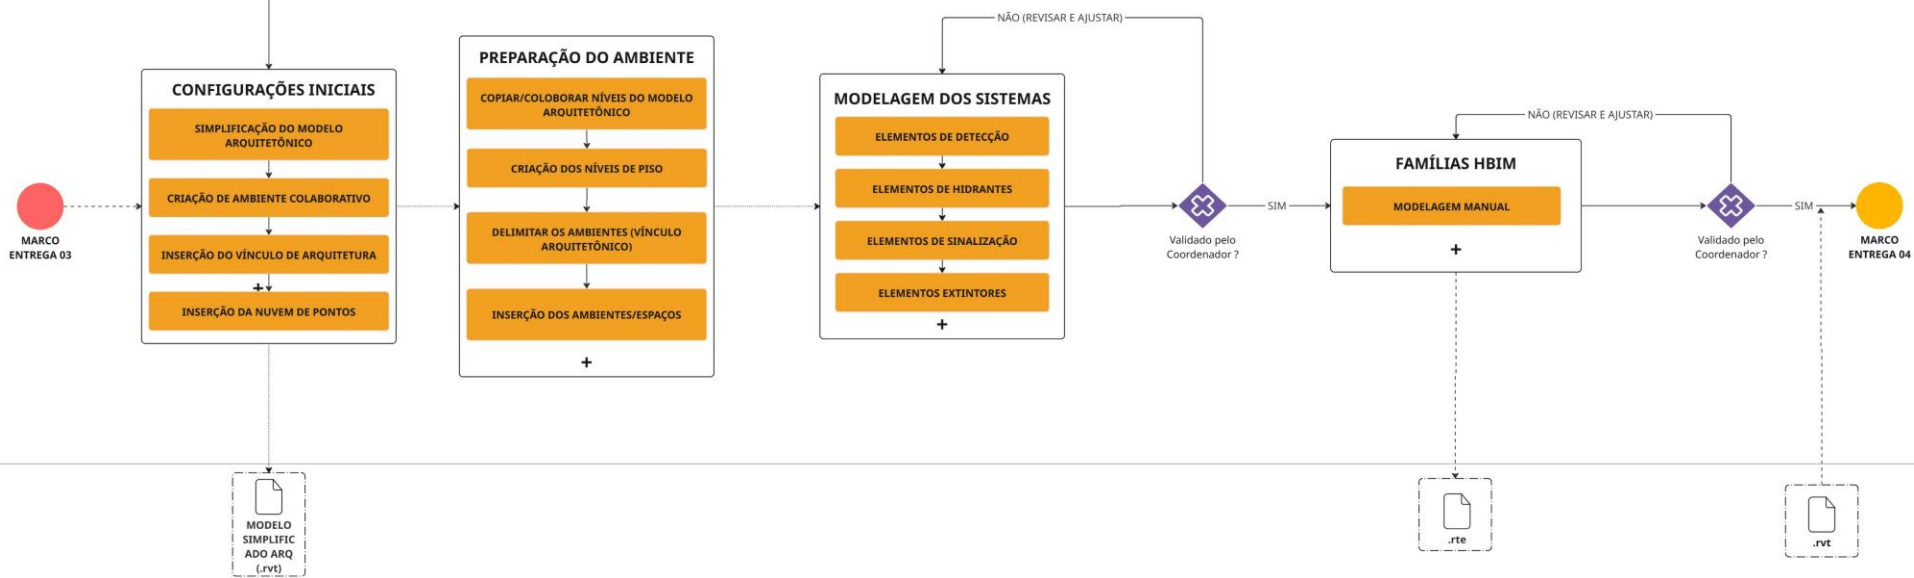 MARCO
ENTREGA 03
CONFIGURAÇÕES INICIAIS
SIMPLIFICAÇÃO DO MODELO
ARQUITETÔNICO
CRIAÇÃO DE AMBIENTE COLABORATIVO
INSERÇÃO DO VÍNCULO DE ARQUITETURA
+
INSERÇÃO DA NUVEM DE PONTOS
MODELO
SIMPLIFIC
ADO ARQ
(.rvt)
PREPARAÇÃO DO AMBIENTE
COPIAR/COLOBORAR NÍVEIS DO MODELO
ARQUITETÔNICO
CRIAÇÃO DOS NÍVEIS DE PISO
DELIMITAR OS AMBIENTES (VÍNCULO
ARQUITETÔNICO)
INSERÇÃO DOS AMBIENTES/ESPAÇOS
+
NÃO (REVISAR E AJUSTAR)
MODELAGEM DOS SISTEMAS
ELEMENTOS DE DETECÇÃO
ELEMENTOS DE HIDRANTES
ELEMENTOS DE SINALIZAÇÃO
ELEMENTOS EXTINTORES
+
Validado pelo
Coordenador ?
SIM
NÃO (REVISAR E AJUSTAR)
FAMÍLIAS HBIM
MODELAGEM MANUAL
+
.rte
Validado pelo
Coordenador ?
SIM
.rvt
MARCO
ENTREGA 04